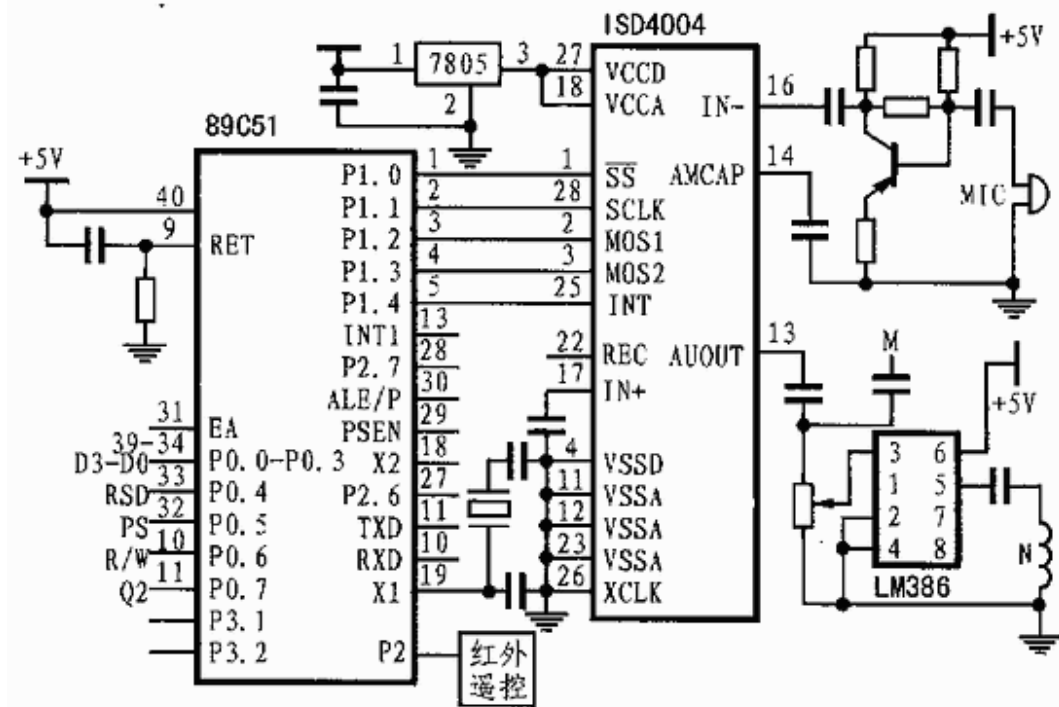 ISD4004
+5V
1 7805 3 27 VCCD
2 18 VCCA
IN- 16
89C51
+5V
14
MIC
P1.0 1 1 SS AMCAP
40 P1.1 2 28 SCLK
9 RET P1.2 3 2 MOS1
P1.3 4 3 MOS2
P1.4 5 25 INT
INT1 13
13
M
P2.7 28 22 REC AUOUT
ALE/P 30 17 IN+
+5V
31 EA PSEN 29
39-34
D3-D0 P0.0-P0.3 X2 18 4 VSSD
3 6
RSD 33 P0.4 P2.6 27 11 VSSA
1 5
PS 32 P0.5 TXD 11 12 VSSA
2 7
R/W 10 P0.6 RXD 10 23 VSSA
4 8 N
Q2 11 P0.7 X1 19 26 XCLK
LM386
P3.1
P3.2 P2 红外
遥控